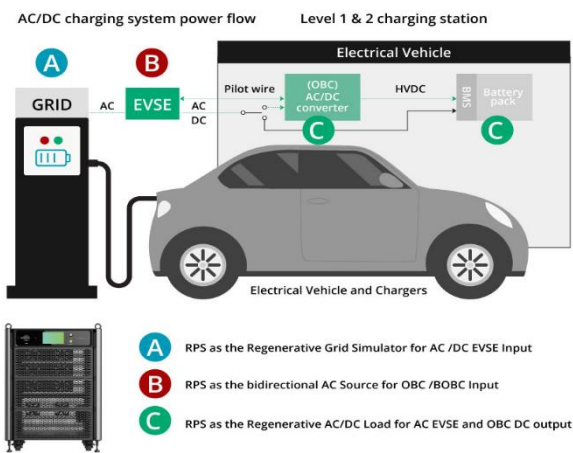 AC/DC charging system power flow
Level 1 & 2 charging station
Electrical Vehicle
A
B
GRID
AC
EVSE
AC
DC
Pilot wire
(OBC)
AC/DC
converter
C
HVDC
BMS
Battery
pack
C
Electrical Vehicle and Chargers
A RPS as the Regenerative Grid Simulator for AC /DC EVSE Input
B RPS as the bidirectional AC Source for OBC /BOBC Input
C RPS as the Regenerative AC/DC Load for AC EVSE and OBC DC output